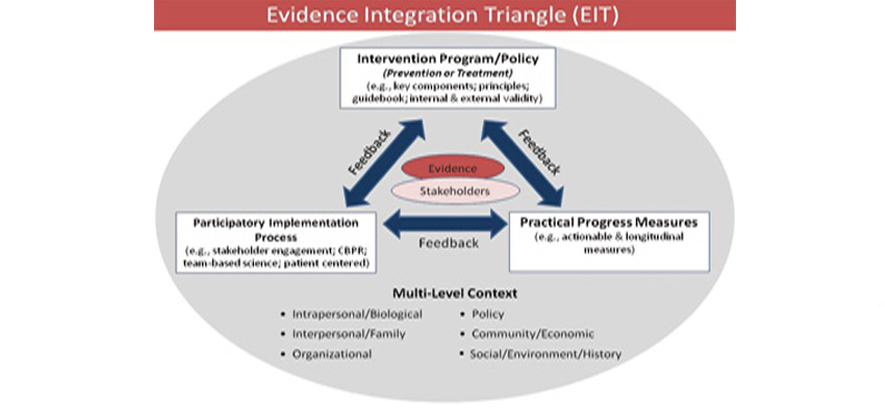 Evidence Integration Triangle (EIT)
Intervention Program/Policy
(Prevention or Treatment)
(e.g., key components; principles;
guidebook; internal & external validity)
Feedback
Feedback
Evidence
Stakeholders
Participatory Implementation
Process
(e.g., stakeholder engagement; CBPR;
team-based science; patient centered)
Feedback
Practical Progress Measures
(e.g., actionable & longitudinal
measures)
Multi-Level Context
• Intrapersonal/Biological
• Interpersonal/Family
• Organizational
• Policy
• Community/Economic
• Social/Environment/History